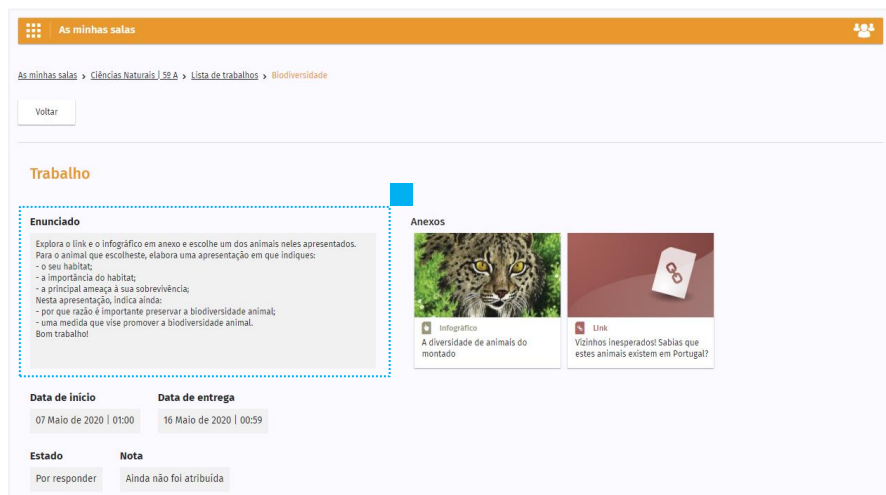 As minhas salas
As minhas salas › Ciências Naturais | 5º A › Lista de trabalhos › Biodiversidade
Voltar
Trabalho
Enunciado
Explora o link e o infográfico em anexo e escolhe um dos animais neles apresentados.
Para o animal que escolheste, elabora uma apresentação em que indiques:
- o seu habitat;
- a importância do habitat;
- a principal ameaça à sua sobrevivência;
Nesta apresentação, indica ainda:
- por que razão é importante preservar a biodiversidade animal;
- uma medida que vise promover a biodiversidade animal.
Bom trabalho!
Anexos
Infográfico
A diversidade de animais do
montado
Link
Vizinhos inesperados! Sabias que
estes animais existem em Portugal?
Data de início
Data de entrega
07 Maio de 2020 | 01:00
16 Maio de 2020 | 00:59
Estado
Nota
Por responder
Ainda não foi atribuída